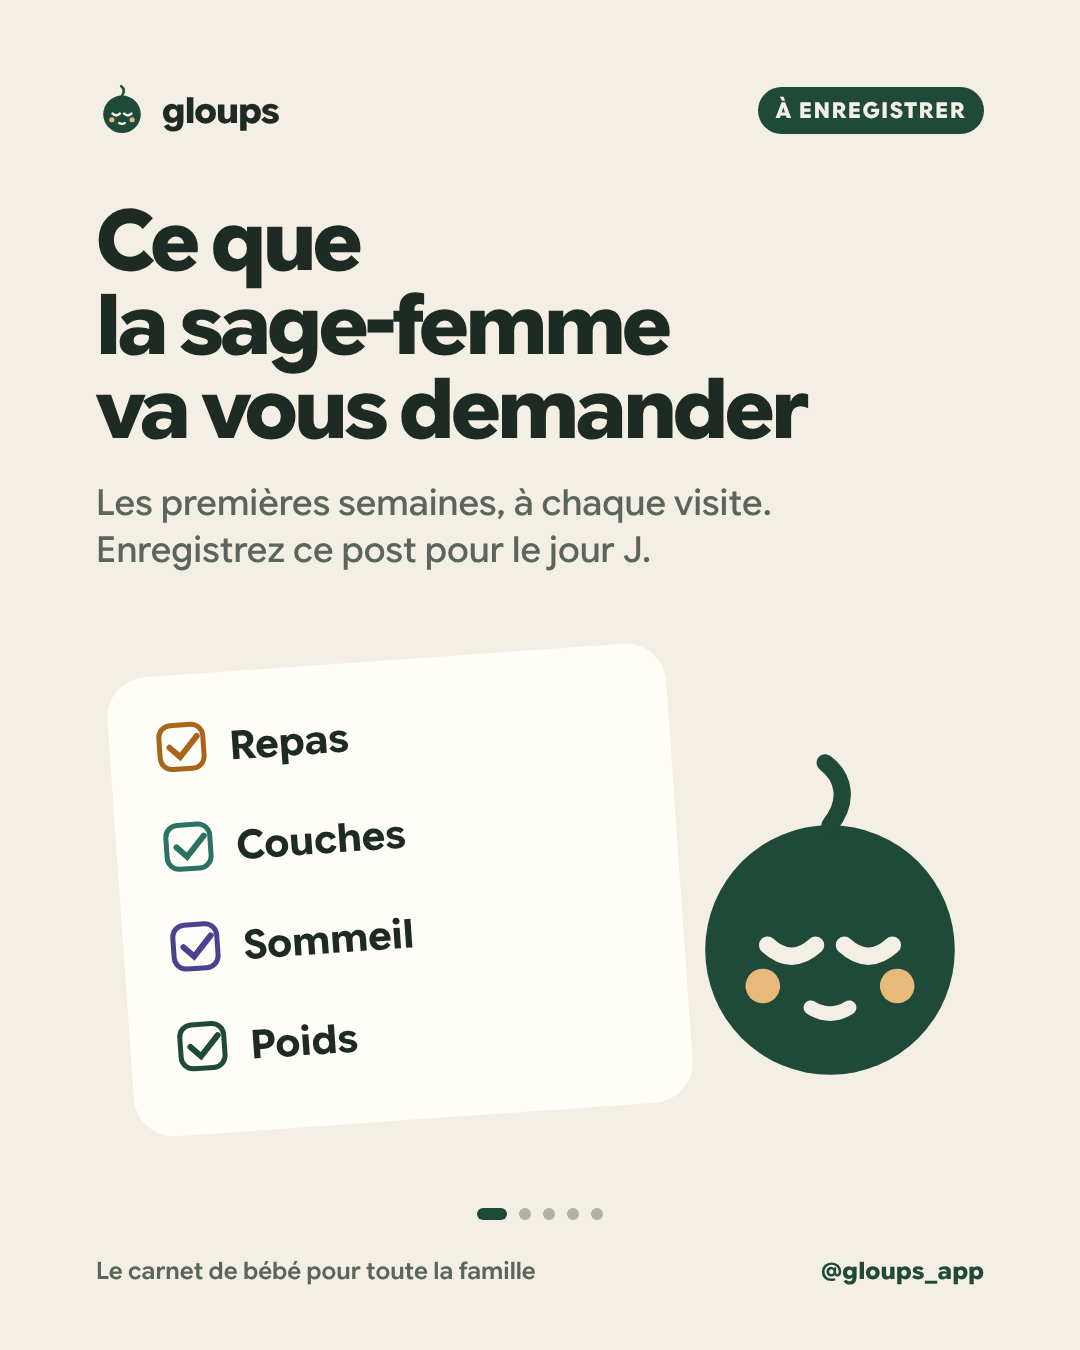 gloups
À ENREGISTRER
Ce que
la sage-femme
va vous demander
Les premières semaines, à chaque visite.
Enregistrez ce post pour le jour J.
Repas
Couches
Sommeil
Poids
Le carnet de bébé pour toute la famille
@gloups_app